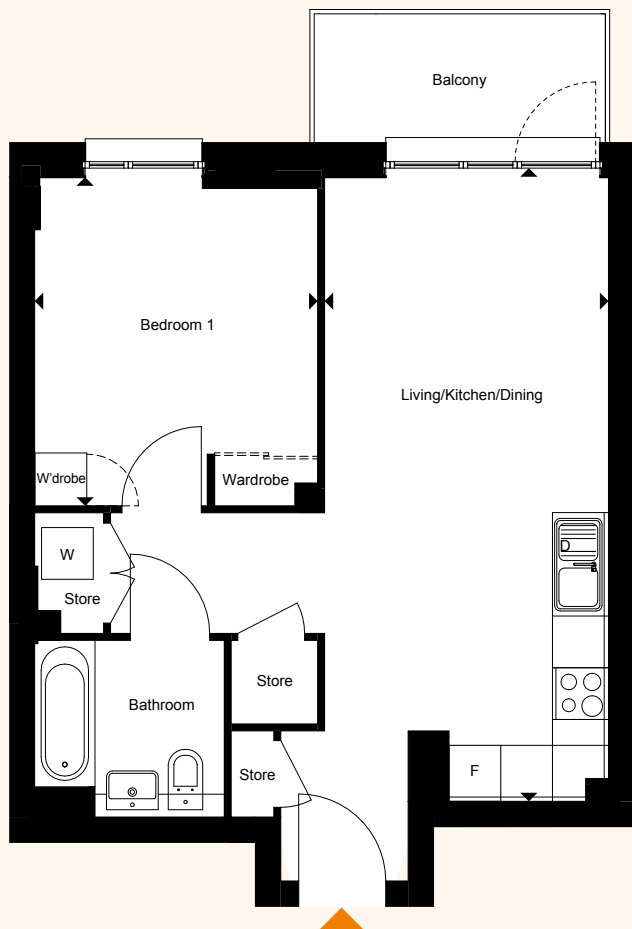 Balcony
Bedroom 1
Living/Kitchen/Dining
W'drobe
Wardrobe
W
Store
Store
Bathroom
Store
F